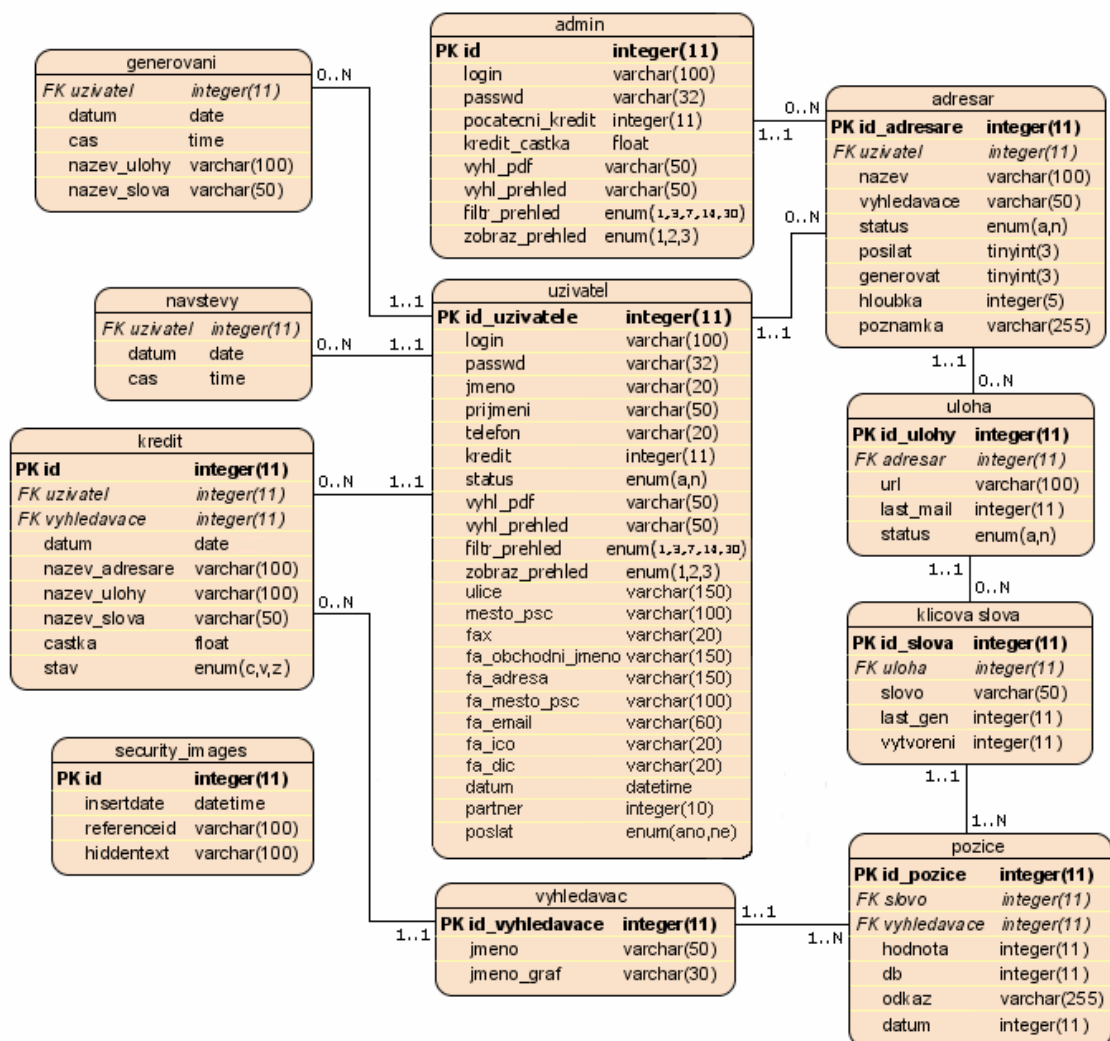 admin
PK id integer(11)
login varchar(100)
passwd varchar(32)
pocatecni_kredit integer(11)
kredit_castka float
vyhl_pdf varchar(50)
vyhl_prehled varchar(50)
filtr_prehled enum(1,3,7,14,30)
zobraz_prehled enum(1,2,3)
generovani
FK uzivatel integer(11)
datum date
cas time
nazev_ulohy varchar(100)
nazev_slova varchar(50)
0..N
1..1
0..N
1..1
adresar
PK id_adresare integer(11)
FK uzivatel integer(11)
nazev varchar(100)
vyhledavace varchar(50)
status enum(a,n)
posilat tinyint(3)
generovat tinyint(3)
hloubka integer(5)
poznamka varchar(255)
0..N
1..1
navstevy
FK uzivatel integer(11)
datum date
cas time
0..N
1..1
uzivatel
PK id_uzivatele integer(11)
login varchar(100)
passwd varchar(32)
jmeno varchar(20)
prijmeni varchar(50)
telefon varchar(20)
kredit integer(11)
status enum(a,n)
vyhl_pdf varchar(50)
vyhl_prehled varchar(50)
filtr_prehled enum(1,3,7,14,30)
zobraz_prehled enum(1,2,3)
ulice varchar(150)
mesto_psc varchar(100)
fax varchar(20)
fa_obchodni_jmeno varchar(150)
fa_adresa varchar(150)
fa_mesto_psc varchar(100)
fa_email varchar(60)
fa_ico varchar(20)
fa_dic varchar(20)
datum datetime
partner integer(10)
poslat enum(ano,ne)
kredit
PK id integer(11)
FK uzivatel integer(11)
FK vyhledavace integer(11)
datum date
nazev_adresare varchar(100)
nazev_ulohy varchar(100)
nazev_slova varchar(50)
castka float
stav enum(c,v,z)
0..N
1..1
0..N
1..1
1..1
0..N
uloha
PK id_ulohy integer(11)
FK adresar integer(11)
url varchar(100)
last_mail integer(11)
status enum(a,n)
1..1
0..N
klicova slova
PK id_slova integer(11)
FK uloha integer(11)
slovo varchar(50)
last_gen integer(11)
vytvoreni integer(11)
1..1
1..N
security_images
PK id integer(11)
insertdate datetime
referenceid varchar(100)
hiddentext varchar(100)
vyhledavac
PK id_vyhledavace integer(11)
jmeno varchar(50)
jmeno_graf varchar(30)
1..1
1..N
pozice
PK id_pozice integer(11)
FK slovo integer(11)
FK vyhledavace integer(11)
hodnota integer(11)
db integer(11)
odkaz varchar(255)
datum integer(11)